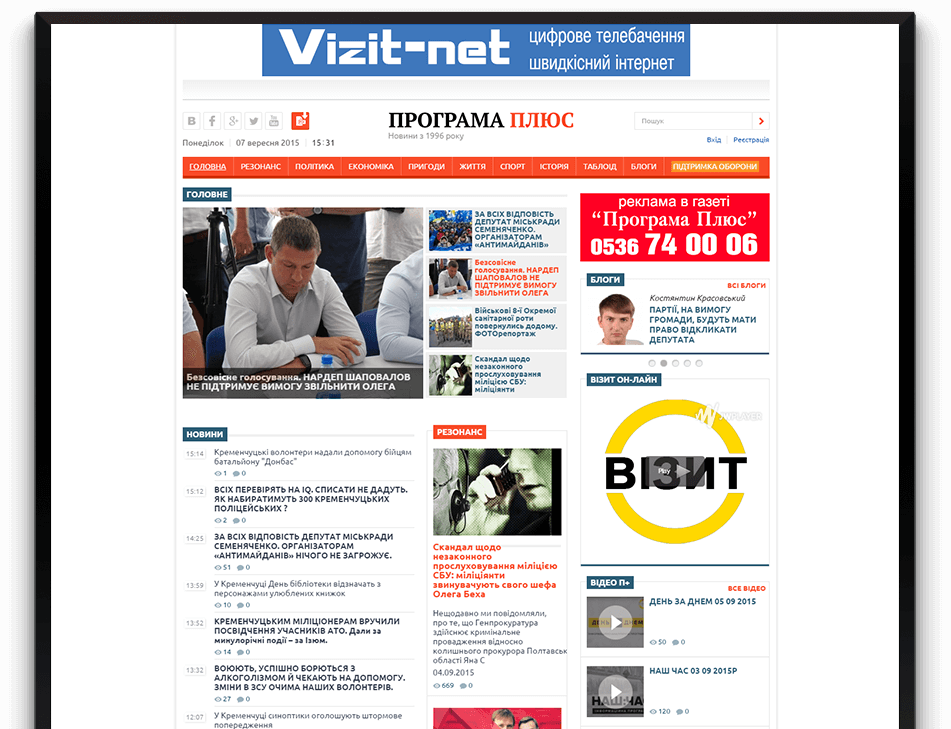 Vizit-net
цифрове телебачення
швидкісний інтернет
ПРОГРАМА ПЛЮС
Новини з 1996 року
Понеділок
07 вересня 2015
15:31
Пошук
Вхід
Реєстрація
ГОЛОВНА РЕЗОНАНС ПОЛІТИКА ЕКОНОМІКА ПРИГОДИ ЖИТТЯ СПОРТ ІСТОРІЯ ТАБЛОЇД БЛОГИ ПІДТРИМКА ОБОРОНИ
ГОЛОВНЕ
Безсовісне голосування. НАРДЕП ШАПОВАЛОВ
НЕ ПІДТРИМУЄ ВИМОГУ ЗВІЛЬНИТИ ОЛЕГА
ЗА ВСІХ ВІДПОВІСТЬ
ДЕПУТАТ МІСЬКРАДИ
СЕМЕНЯЧЕНКО.
ОРГАНІЗАТОРАМ
«АНТИМАЙДАНІВ»
Безсовісне
голосування. НАРДЕП
ШАПОВАЛОВ НЕ
ПІДТРИМУЄ ВИМОГУ
ЗВІЛЬНИТИ ОЛЕГА
Військові 8-ї Окремої
санітарної роти
повернулись додому.
ФОТОрепортаж
Скандал щодо
незаконного
прослуховування
міліцією СБУ:
міліціянти
НОВИНИ
15:14
Кременчуцькі волонтери надали допомогу бійцям
батальйону "Донбас"
1 0
15:12
ВСІХ ПЕРЕВІРЯТЬ НА IQ. СПИСАТИ НЕ ДАДУТЬ.
ЯК НАБИРАТИМУТЬ 300 КРЕМЕНЧУЦЬКИХ
ПОЛІЦЕЙСЬКИХ ?
2 0
14:25
ЗА ВСІХ ВІДПОВІСТЬ ДЕПУТАТ МІСЬКРАДИ
СЕМЕНЯЧЕНКО. ОРГАНІЗАТОРАМ
«АНТИМАЙДАНІВ» НІЧОГО НЕ ЗАГРОЖУЄ.
51 0
13:59
У Кременчуці День бібліотеки відзначать з
персонажами улюблених книжок
10 0
13:52
КРЕМЕНЧУЦЬКИМ МІЛІЦІОНЕРАМ ВРУЧИЛИ
ПОСВІДЧЕННЯ УЧАСНИКІВ АТО. Дали за
минулорічні події – за Ізюм.
14 0
13:32
ВОЮЮТЬ, УСПІШНО БОРЮТЬСЯ З
АЛКОГОЛІЗМОМ Й ЧЕКАЮТЬ НА ДОПОМОГУ.
ЗМІНИ В ЗСУ ОЧИМА НАШИХ ВОЛОНТЕРІВ.
27 0
12:07
У Кременчуці синоптики оголошують штормове
попередження
РЕЗОНАНС
Скандал щодо
незаконного
прослуховування міліцією
СБУ: міліціянти
звинувачують свого шефа
Олега Беха
Нещодавно ми повідомляли,
про те, що Генпрокуратура
здійснює кримінальне
провадження відносно
колишнього прокурора Полтавськ
області Яна С
04.09.2015
669 0
реклама в газеті
“Програма Плюс”
0536 74 00 06
БЛОГИ
ВСІ БЛОГИ
Костянтин Красовський
ПАРТІЇ, НА ВИМОГУ
ГРОМАДИ, БУДУТЬ МАТИ
ПРАВО ВІДКЛИКАТИ
ДЕПУТАТА
ВІЗИТ ОН-ЛАЙН
ВІЗИТ
Play
ВІДЕО П+
ВСЕ ВІДЕО
ДЕНЬ ЗА ДНЕМ 05 09 2015
50 0
НАШ ЧАС 03 09 2015Р
120 0